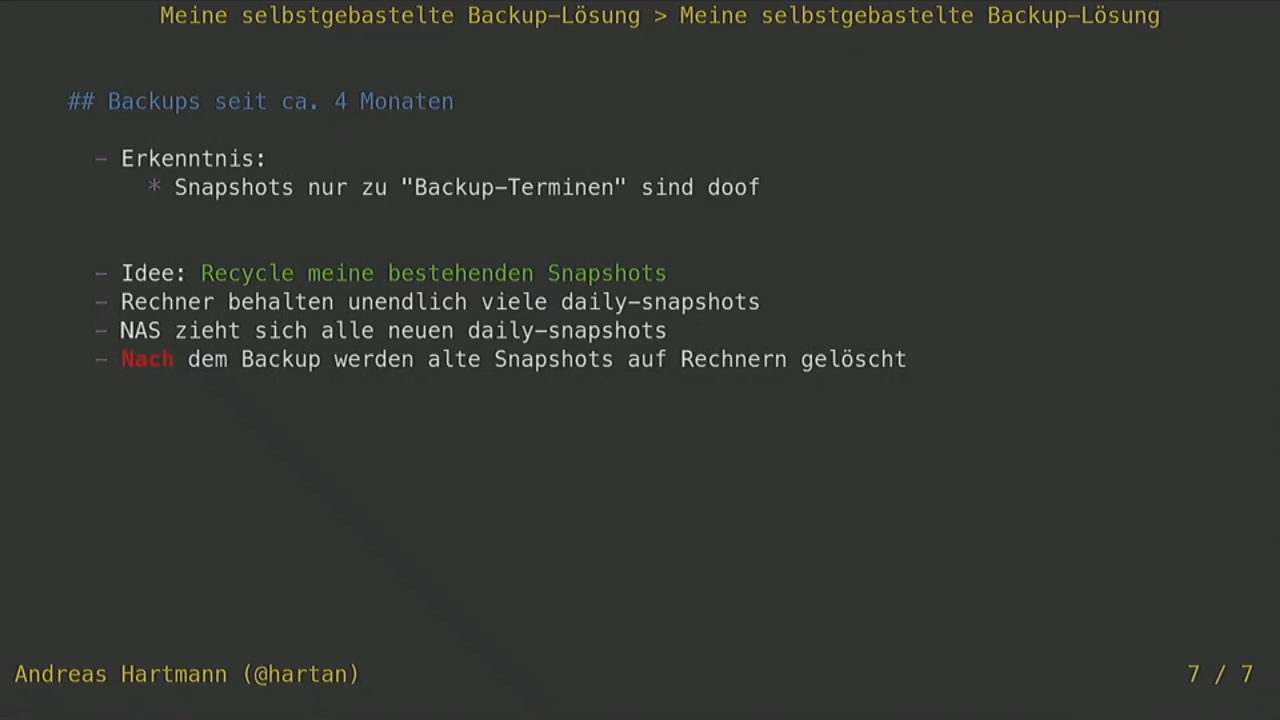 Meine selbstgebastelte Backup-Lösung > Meine selbstgebastelte Backup-Lösung
## Backups seit ca. 4 Monaten
- Erkenntnis:
* Snapshots nur zu "Backup-Terminen" sind doof
- Idee: Recycle meine bestehenden Snapshots
- Rechner behalten unendlich viele daily-snapshots
- NAS zieht sich alle neuen daily-snapshots
- Nach dem Backup werden alte Snapshots auf Rechnern gelöscht
Andreas Hartmann (@hartan)
7 / 7